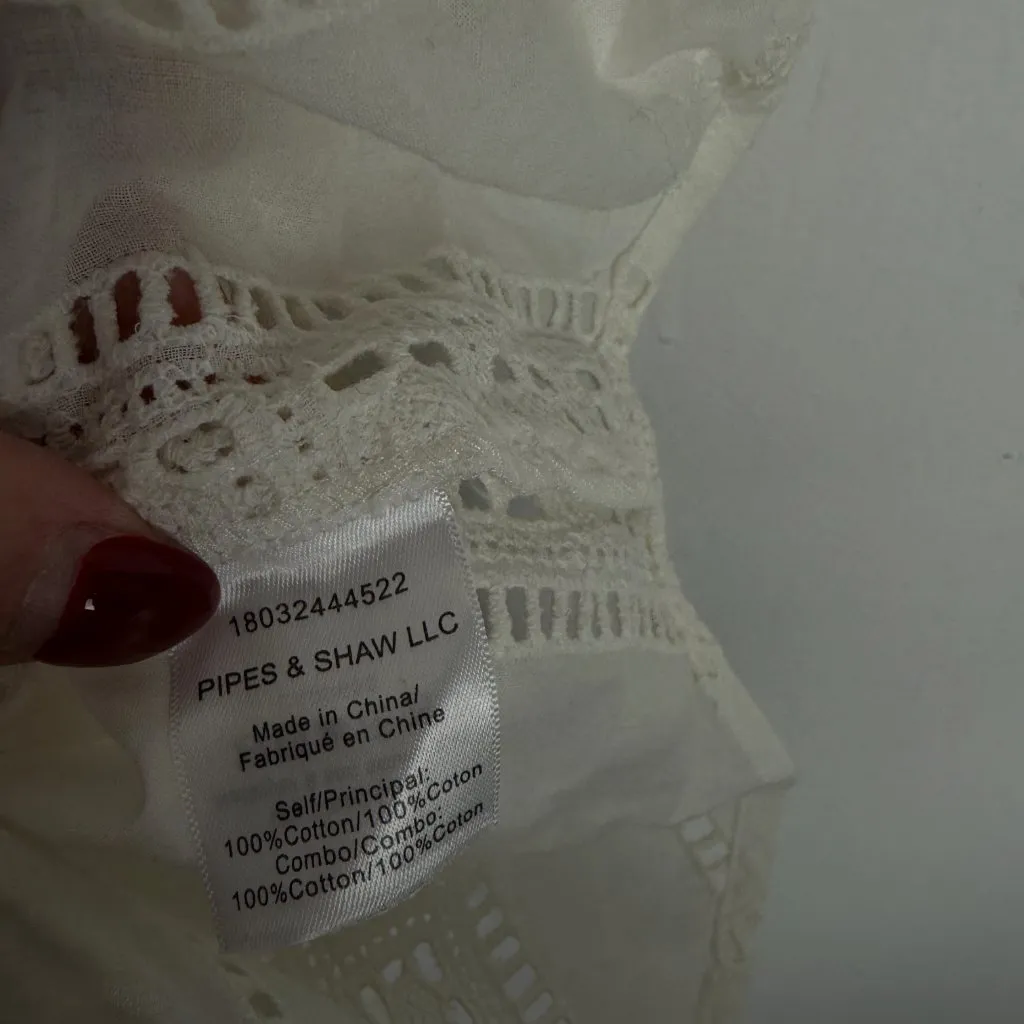 18032444522
PIPES & SHAW LLC
Made in China/
Fabriqué en Chine
Self/Principal:
100%Cotton/100%Coton
Combo/Combo:
100%Cotton/100%Coton